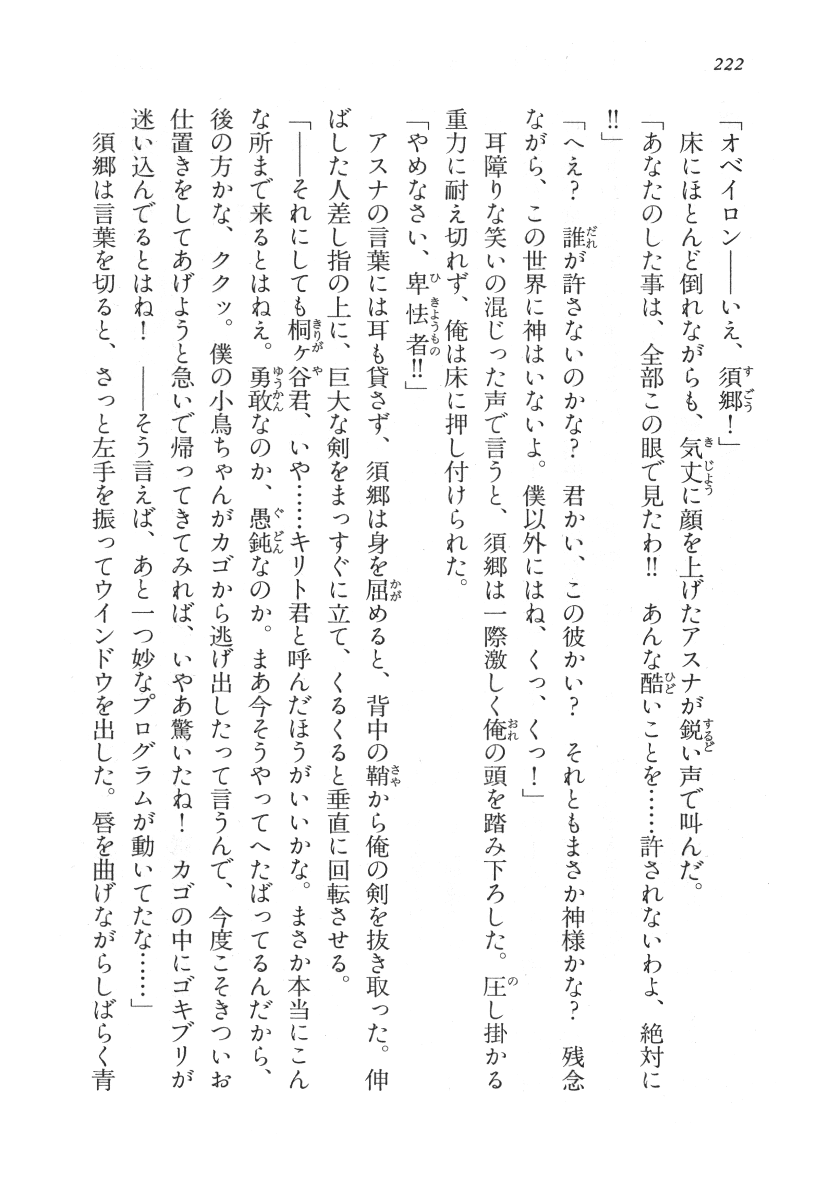 222
「オベイロン――いえ、須郷！」
床にほとんど倒れながらも、気丈に顔を上げたアスナが鋭い声で叫んだ。
「あなたのした事は、全部この眼で見たわ‼　あんな酷いことを……許されないわよ、絶対に
‼」
「へえ？　誰が許さないのかな？　君かい、この彼かい？　それともまさか神様かな？　残念
ながら、この世界に神はいないよ。僕以外にはね、くっ、くっ！」
耳障りな笑いの混じった声で言うと、須郷は一際激しく俺の頭を踏み下ろした。圧し掛かる
重力に耐え切れず、俺は床に押し付けられた。
「やめなさい、卑怯者‼」
アスナの言葉には耳も貸さず、須郷は身を屈めると、背中の鞘から俺の剣を抜き取った。伸
ばした人差し指の上に、巨大な剣をまっすぐに立て、くるくると垂直に回転させる。
「――それにしても桐ヶ谷君、いや……キリト君と呼んだほうがいいかな。まさか本当にこん
な所まで来るとはねえ。勇敢なのか、愚鈍なのか。まあ今そうやってへたばってるんだから、
後の方かな、ククッ。僕の小鳥ちゃんがカゴから逃げ出したって言うんで、今度こそきついお
仕置きをしてあげようと急いで帰ってきてみれば、いやあ驚いたね！　カゴの中にゴキブリが
迷い込んでるとはね！　――そう言えば、あと一つ妙なプログラムが動いてたな……」
須郷は言葉を切ると、さっと左手を振ってウインドウを出した。唇を曲げながらしばらく青